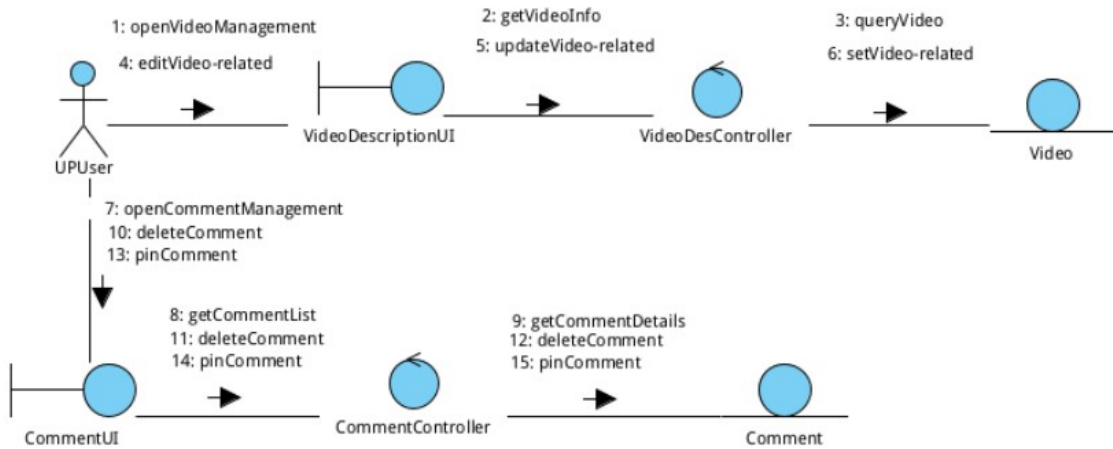 1: openVideoManagement
4: editVideo-related
2: getVideoInfo
5: updateVideo-related
3: queryVideo
6: setVideo-related
UPUser
VideoDescriptionUI
VideoDesController
Video
7: openCommentManagement
10: deleteComment
13: pinComment
8: getCommentList
11: deleteComment
14: pinComment
9: getCommentDetails
12: deleteComment
15: pinComment
CommentUI
CommentController
Comment